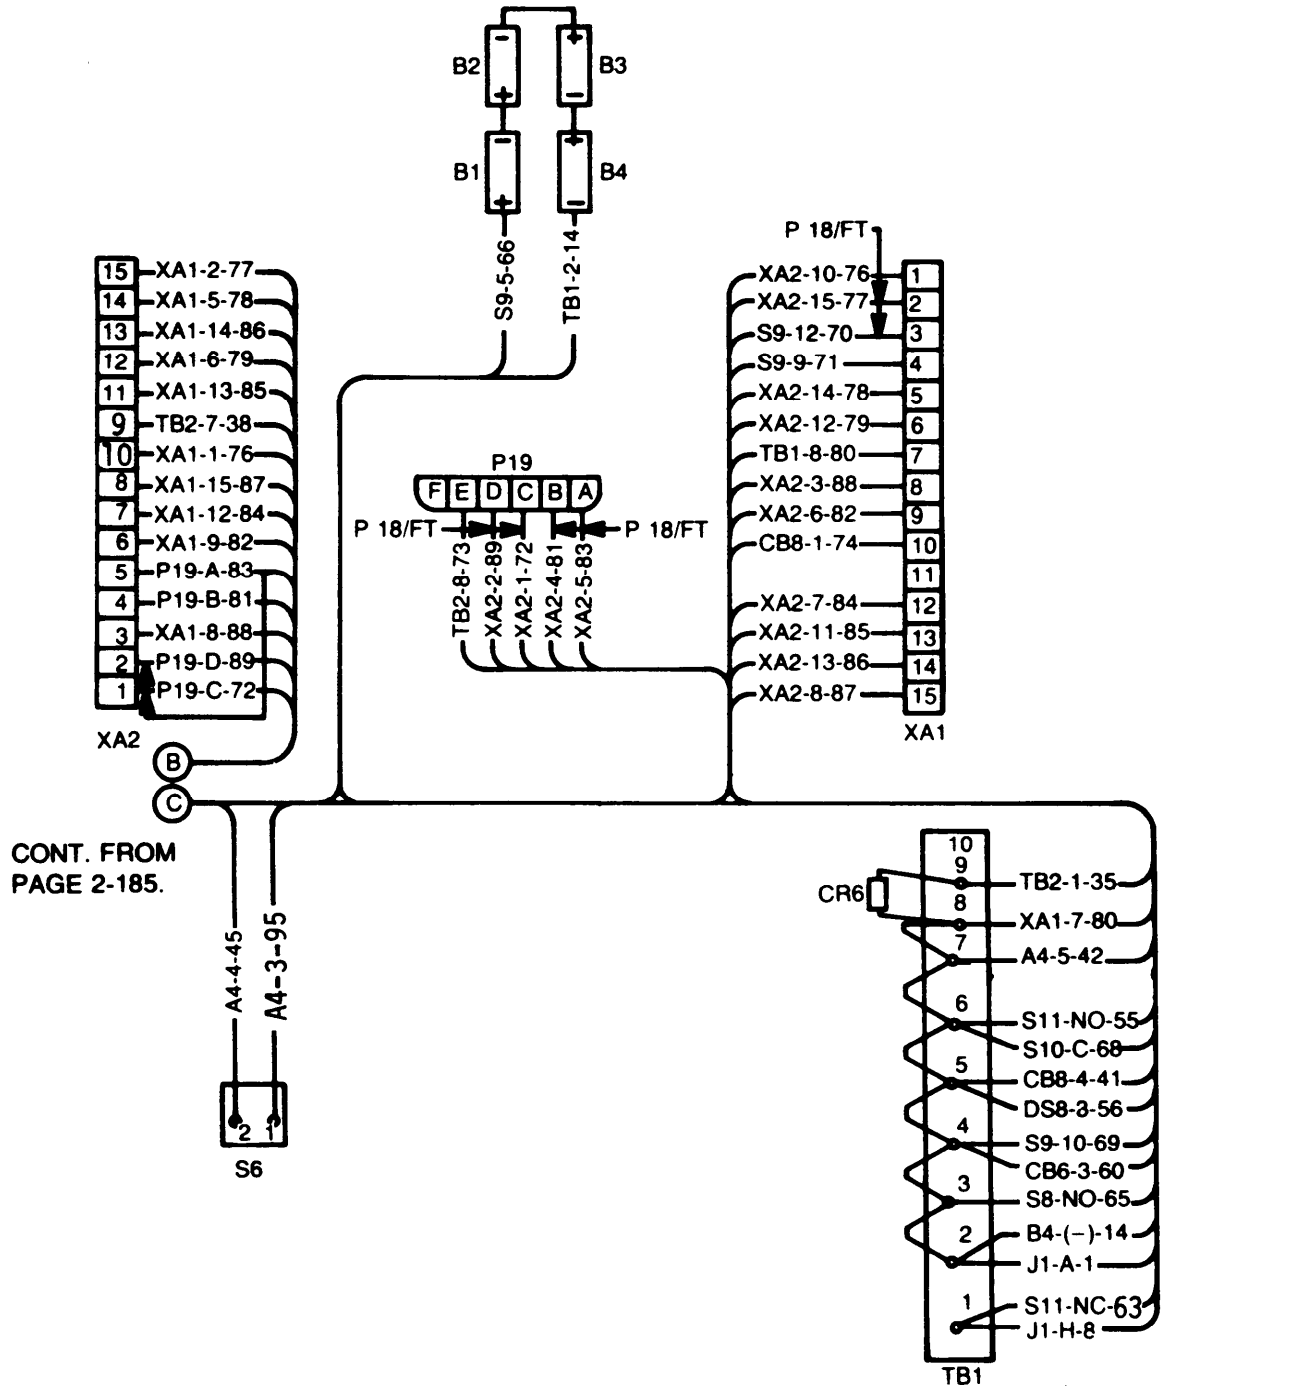 B2
-
+
B3
+
-
B1
-
+
B4
+
-
S9-5-66
TB1-2-14
15 XA1-2-77
14 XA1-5-78
13 XA1-14-86
12 XA1-6-79
11 XA1-13-85
9 TB2-7-38
10 XA1-1-76
8 XA1-15-87
7 XA1-12-84
6 XA1-9-82
5 P19-A-83
4 P19-B-81
3 XA1-8-88
2 P19-D-89
1 P19-C-72
XA2
B
C
CONT. FROM
PAGE 2-185.
P19
F E D C B A
P 18/FT
P 18/FT
TB2-8-73
XA2-2-89
XA2-1-72
XA2-4-81
XA2-5-83
P 18/FT
XA2-10-76 1
XA2-15-77 2
S9-12-70 3
S9-9-71 4
XA2-14-78 5
XA2-12-79 6
TB1-8-80 7
XA2-3-88 8
XA2-6-82 9
CB8-1-74 10
11
XA2-7-84 12
XA2-11-85 13
XA2-13-86 14
XA2-8-87 15
XA1
A4-4-45
A4-3-95
2 1
S6
CR6
10
9 TB2-1-35
8 XA1-7-80
7 A4-5-42
6 S11-NO-55
S10-C-68
5 CB8-4-41
DS8-3-56
4 S9-10-69
CB6-3-60
3 S8-NO-65
2 B4-(-)-14
J1-A-1
1 S11-NC-63
J1-H-8
TB1